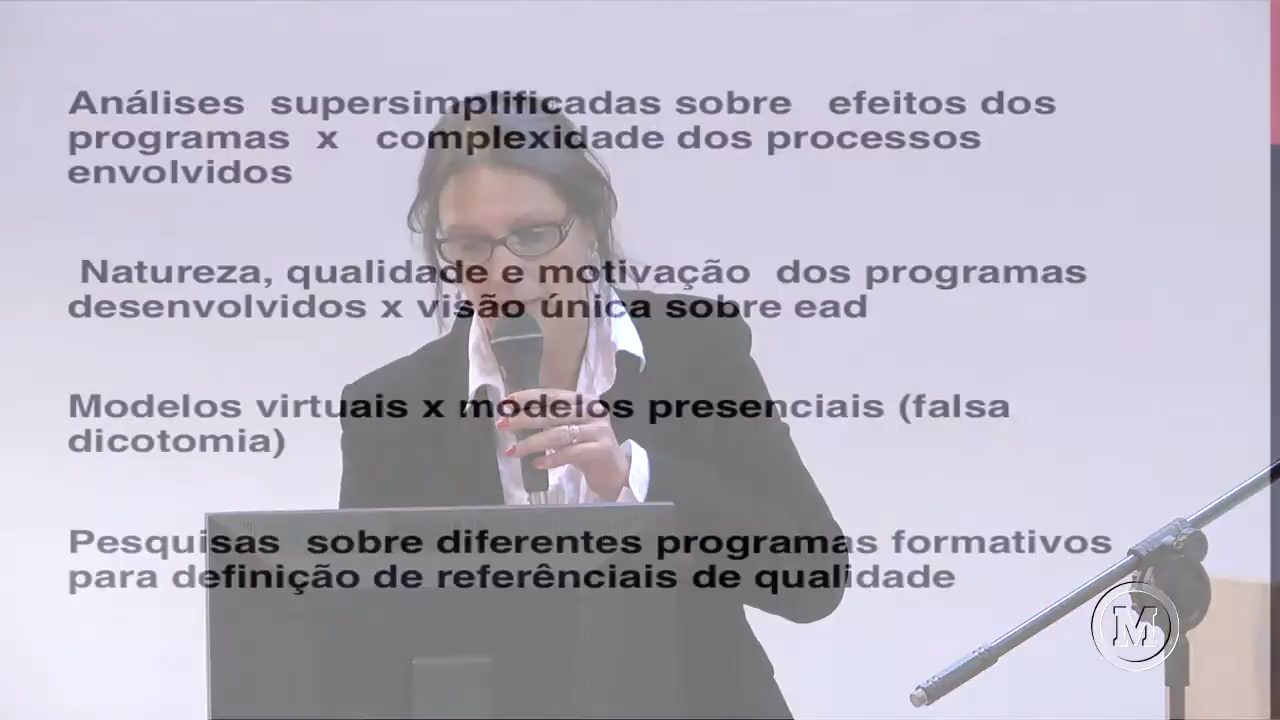 Análises supersimplificadas sobre efeitos dos
programas x complexidade dos processos
envolvidos
Natureza, qualidade e motivação dos programas
desenvolvidos x visão única sobre ead
Modelos virtuais x modelos presenciais (falsa
dicotomia)
Pesquisas sobre diferentes programas formativos
para definição de referênciais de qualidade
M